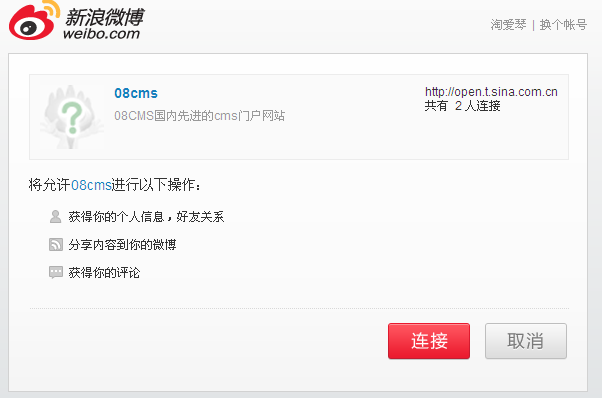 新浪微博
weibo.com
淘爱琴 | 换个帐号
08cms
08CMS国内先进的cms门户网站
http://open.t.sina.com.cn
共有 2 人连接
将允许08cms进行以下操作：
获得你的个人信息，好友关系
分享内容到你的微博
获得你的评论
连接
取消